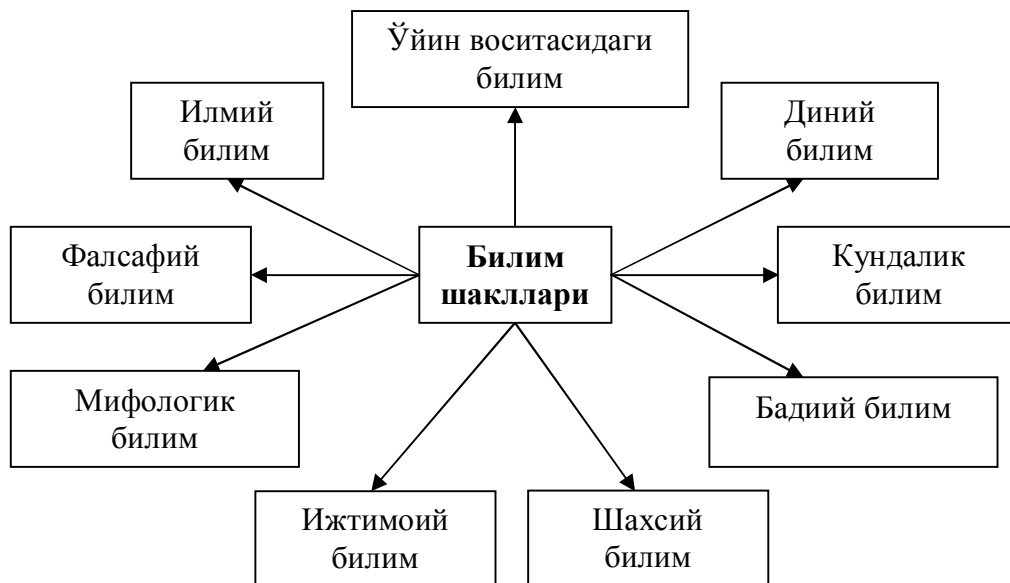 Ўйин воситасидаги
билим
Илмий
билим
Диний
билим
Фалсафий
билим
Билим
шакллари
Кундалик
билим
Мифологик
билим
Бадиий билим
Ижтимоий
билим
Шахсий
билим